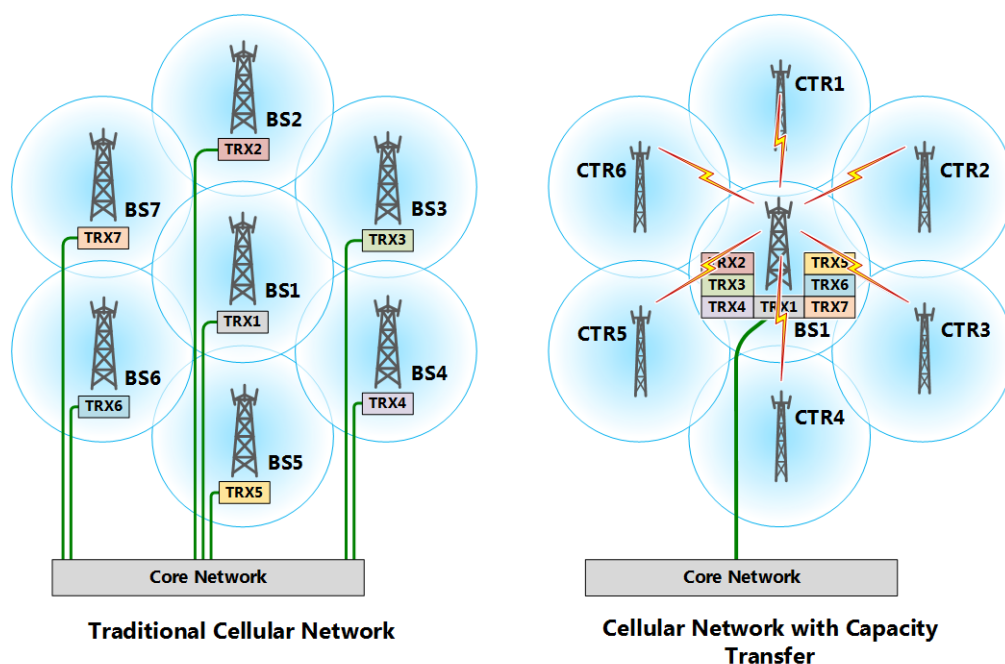 BS2
TRX2
BS7
TRX7
BS3
TRX3
BS1
TRX1
BS6
TRX6
BS4
TRX4
BS5
TRX5
Core Network
Traditional Cellular Network
CTR1
CTR6
CTR2
TRX2
TRX5
TRX3
TRX6
TRX4
TRX1
TRX7
BS1
CTR5
CTR3
CTR4
Core Network
Cellular Network with Capacity
Transfer